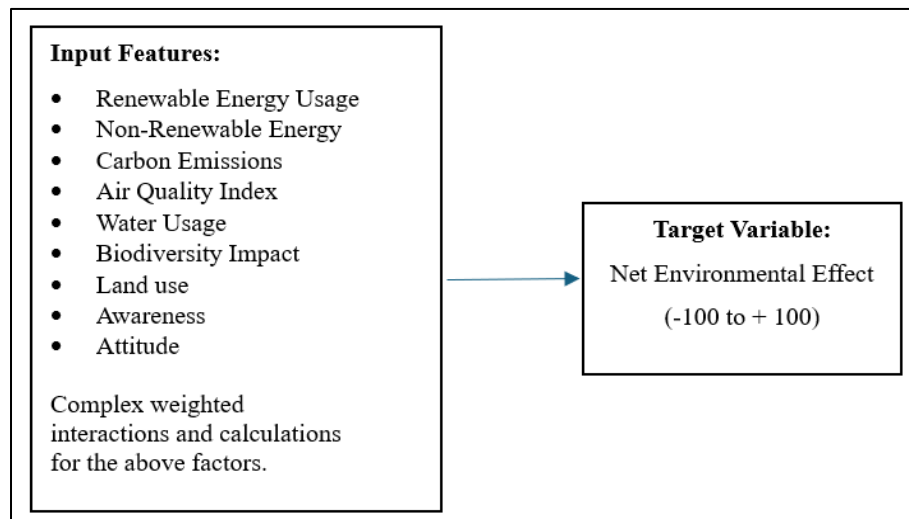 Input Features:
• Renewable Energy Usage
• Non-Renewable Energy
• Carbon Emissions
• Air Quality Index
• Water Usage
• Biodiversity Impact
• Land use
• Awareness
• Attitude
Complex weighted
interactions and calculations
for the above factors.
Target Variable:
Net Environmental Effect
(-100 to + 100)